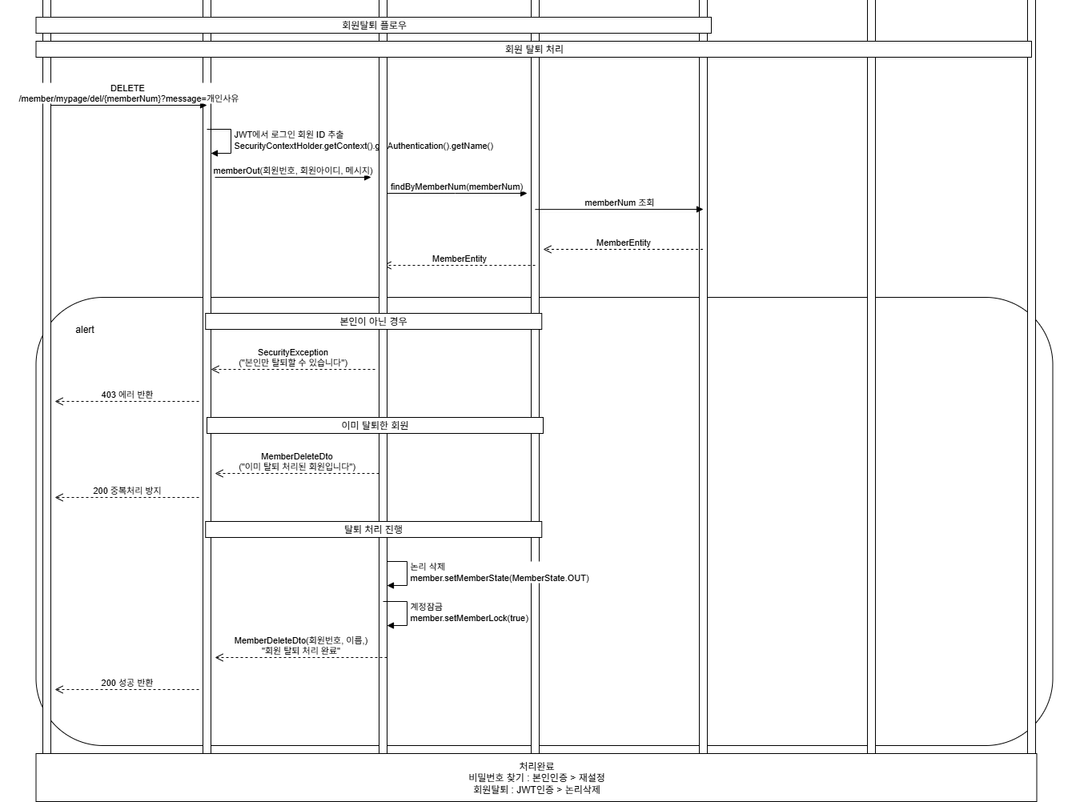 회원탈퇴 플로우
회원 탈퇴 처리
DELETE
/member/mypage/del/{memberNum}?message=개인사유
JWT에서 로그인 회원 ID 추출
SecurityContextHolder.getContext().g Authentication().getName()
memberOut(회원번호, 회원아이디, 메시지)
findByMemberNum(memberNum)
memberNum 조회
MemberEntity
MemberEntity
alert
본인이 아닌 경우
SecurityException
("본인만 탈퇴할 수 있습니다")
403 에러 반환
이미 탈퇴한 회원
MemberDeleteDto
("이미 탈퇴 처리된 회원입니다")
200 중복처리 방지
탈퇴 처리 진행
논리 삭제
member.setMemberState(MemberState.OUT)
계정잠금
member.setMemberLock(true)
MemberDeleteDto(회원번호, 이름,)
"회원 탈퇴 처리 완료"
200 성공 반환
처리완료
비밀번호 찾기 : 본인인증 > 재설정
회원탈퇴 : JWT인증 > 논리삭제